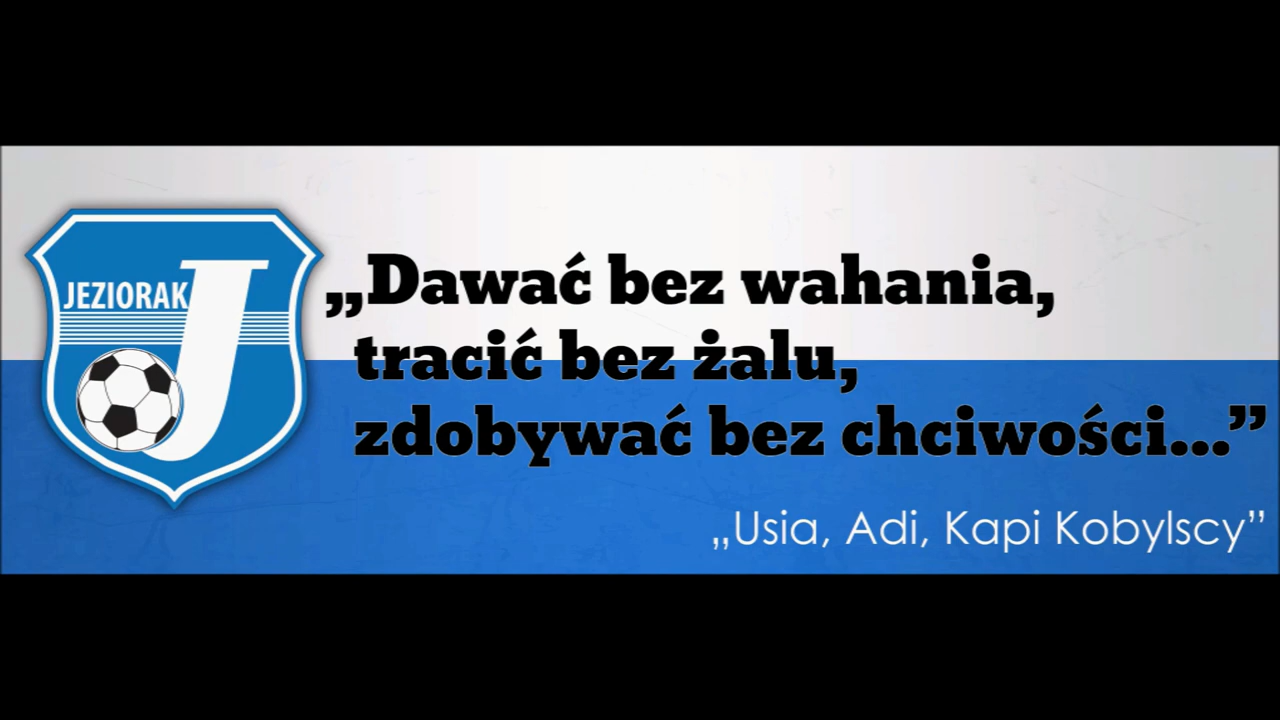 JEZIORAK
J
„Dawać bez wahania,
tracić bez żalu,
zdobywać bez chciwości...”
„Usia, Adi, Kapi Kobylscy”